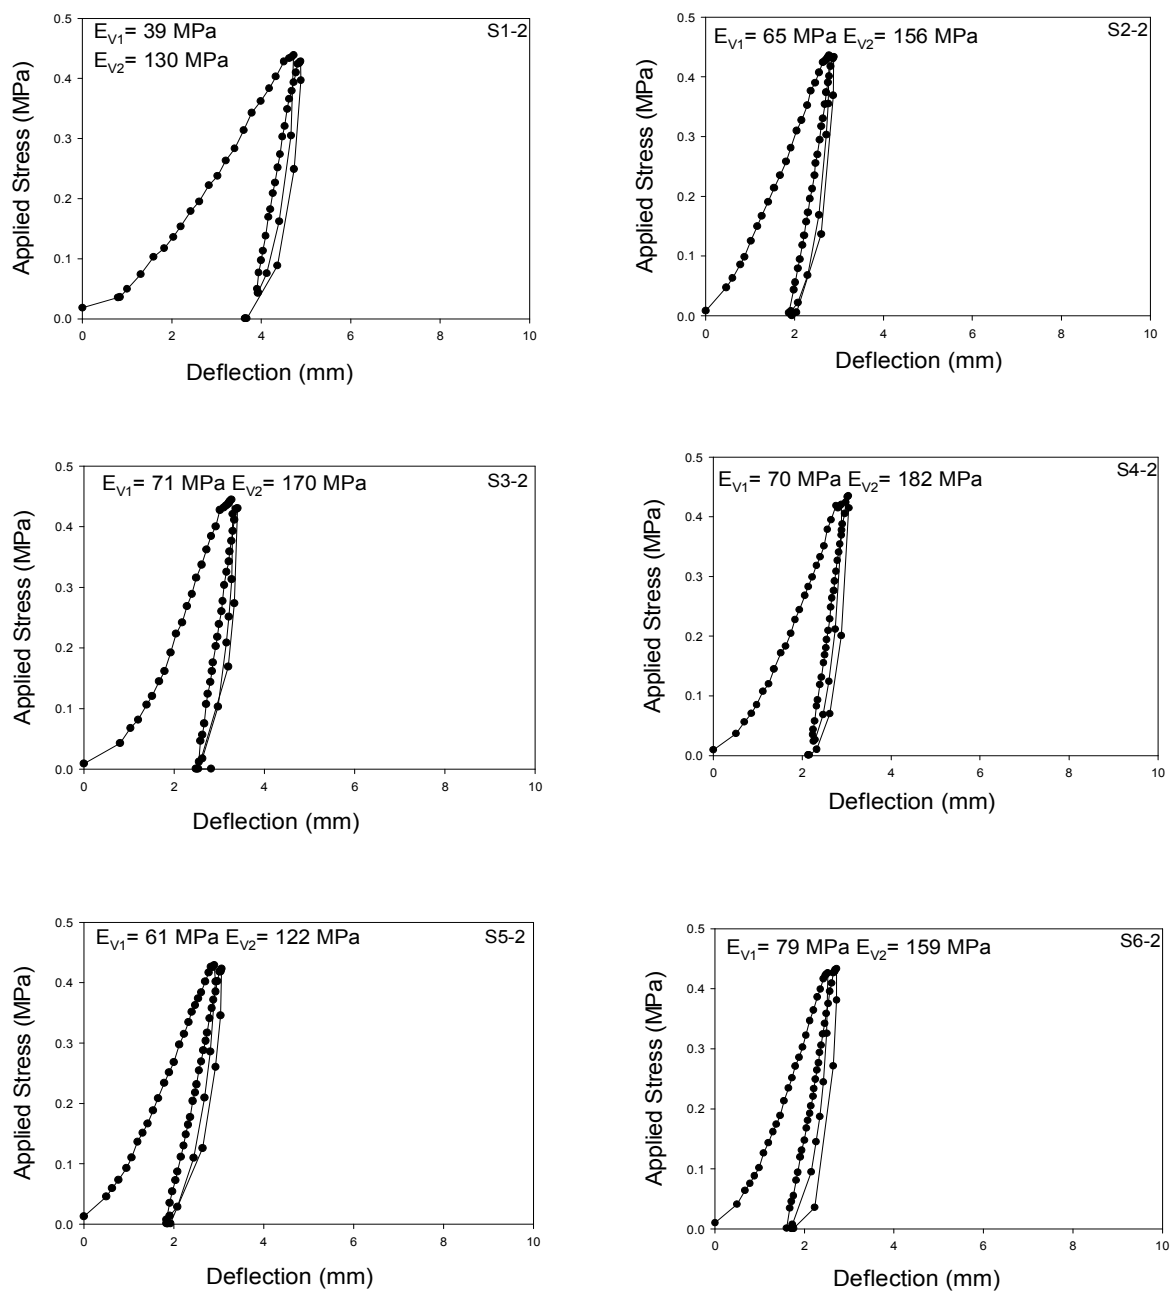 E_V1= 39 MPa
E_V2= 130 MPa
S1-2
Applied Stress (MPa)
0.5
0.4
0.3
0.2
0.1
0.0
0 2 4 6 8 10
Deflection (mm)
E_V1= 65 MPa E_V2= 156 MPa
S2-2
Applied Stress (MPa)
0.5
0.4
0.3
0.2
0.1
0.0
0 2 4 6 8 10
Deflection (mm)
E_V1= 71 MPa E_V2= 170 MPa
S3-2
Applied Stress (MPa)
0.5
0.4
0.3
0.2
0.1
0.0
0 2 4 6 8 10
Deflection (mm)
E_V1= 70 MPa E_V2= 182 MPa
S4-2
Applied Stress (MPa)
0.5
0.4
0.3
0.2
0.1
0.0
0 2 4 6 8 10
Deflection (mm)
E_V1= 61 MPa E_V2= 122 MPa
S5-2
Applied Stress (MPa)
0.5
0.4
0.3
0.2
0.1
0.0
0 2 4 6 8 10
Deflection (mm)
E_V1= 79 MPa E_V2= 159 MPa
S6-2
Applied Stress (MPa)
0.5
0.4
0.3
0.2
0.1
0.0
0 2 4 6 8 10
Deflection (mm)